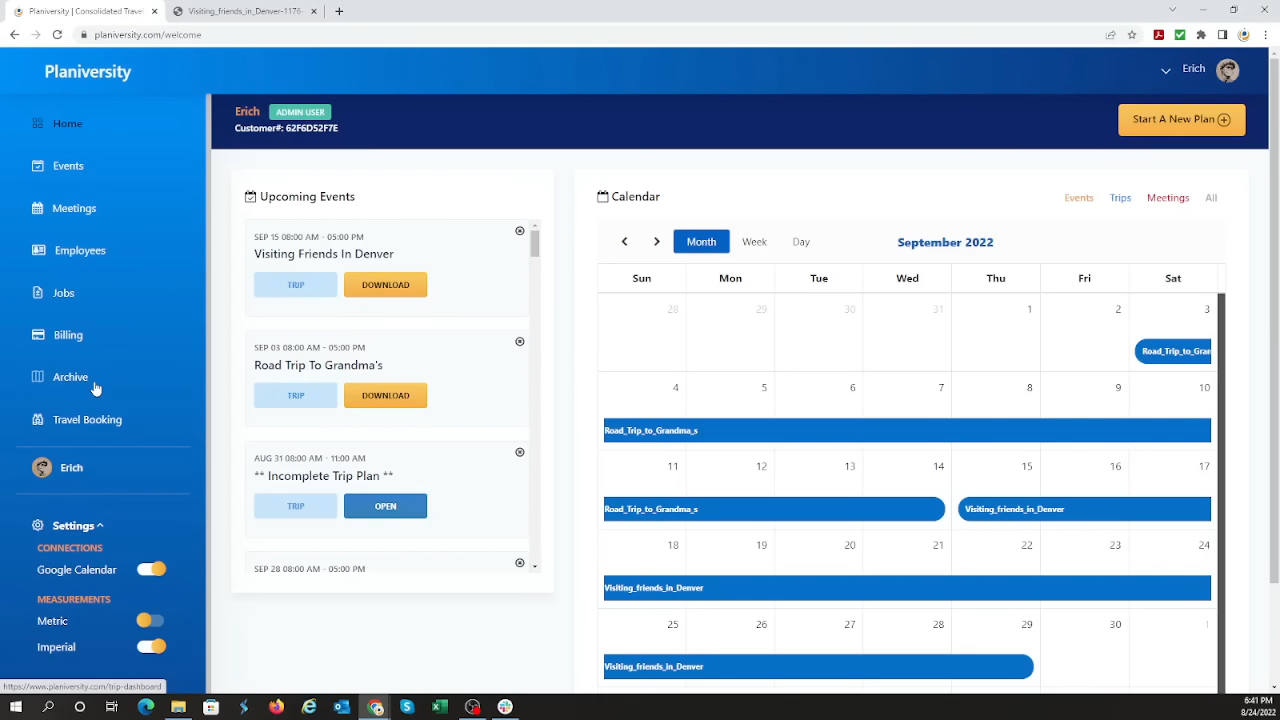 Planiversity | Consolidated Travel
Visiting_friends_in_Denver-1176-
planiversity.com/welcome
Planiversity
Erich
Home
Events
Meetings
Employees
Jobs
Billing
Archive
Travel Booking
Erich
Settings
CONNECTIONS
Google Calendar
MEASUREMENTS
Metric
Imperial
https://www.planiversity.com/trip-dashboard
Erich ADMIN USER
Customer#: 62F6D52F7E
Start A New Plan
Upcoming Events
SEP 15 08:00 AM - 05:00 PM
Visiting Friends In Denver
TRIP DOWNLOAD
SEP 03 08:00 AM - 05:00 PM
Road Trip To Grandma's
TRIP DOWNLOAD
AUG 31 08:00 AM - 11:00 AM
** Incomplete Trip Plan **
TRIP OPEN
SEP 28 08:00 AM - 05:00 PM
Calendar
Events Trips Meetings All
Month Week Day September 2022
Sun Mon Tue Wed Thu Fri Sat
28 29 30 31 1 2 3
Road_Trip_to_Gran
4 5 6 7 8 9 10
Road_Trip_to_Grandma_s
11 12 13 14 15 16 17
Road_Trip_to_Grandma_s Visiting_friends_in_Denver
18 19 20 21 22 23 24
Visiting_friends_in_Denver
25 26 27 28 29 30 1
Visiting_friends_in_Denver
6:41 PM
8/24/2022